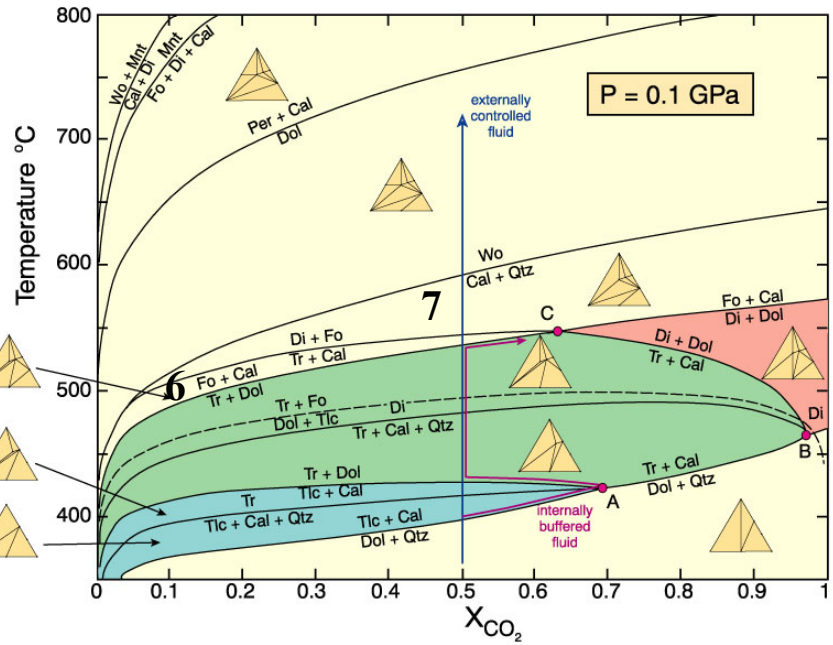 800
700
600
500
400
Temperature °C
Wo + Mnt
Cal + Di
Mnt
Fo + Di + Cal
Per + Cal
Dol
externally
controlled
fluid
P = 0.1 GPa
Wo
Cal + Qtz
7
C
Fo + Cal
Di + Dol
Di + Dol
Tr + Cal
Di + Fo
Tr + Cal
6
Fo + Cal
Tr + Dol
Tr + Fo
Dol + Tlc
Di
Tr + Cal + Qtz
Di
B
Tr + Dol
Tlc + Cal
Tr
Tlc + Cal + Qtz
Tlc + Cal
Dol + Qtz
Tr + Cal
Dol + Qtz
A
internally
buffered
fluid
0 0.1 0.2 0.3 0.4 0.5 0.6 0.7 0.8 0.9 1
XCO2